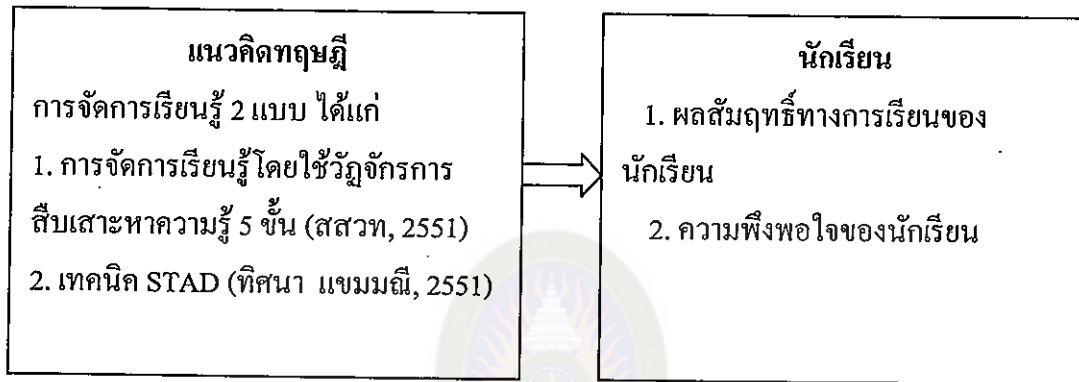 แนวคิดทฤษฎี
การจัดการเรียนรู้ 2 แบบ ได้แก่
1. การจัดการเรียนรู้โดยใช้วัฏจักรการ
สืบเสาะหาความรู้ 5 ขั้น (สสวท, 2551)
2. เทคนิค STAD (ทิศนา แขมมณี, 2551)
นักเรียน
1. ผลสัมฤทธิ์ทางการเรียนของ
นักเรียน
2. ความพึงพอใจของนักเรียน